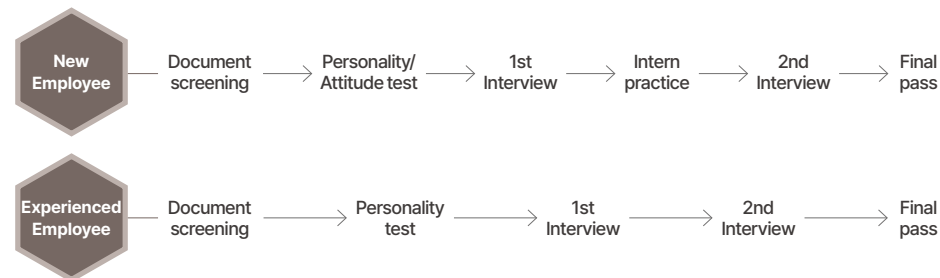 New
Employee
Document
screening
Personality/
Attitude test
1st
Interview
Intern
practice
2nd
Interview
Final
pass
Experienced
Employee
Document
screening
Personality
test
1st
Interview
2nd
Interview
Final
pass